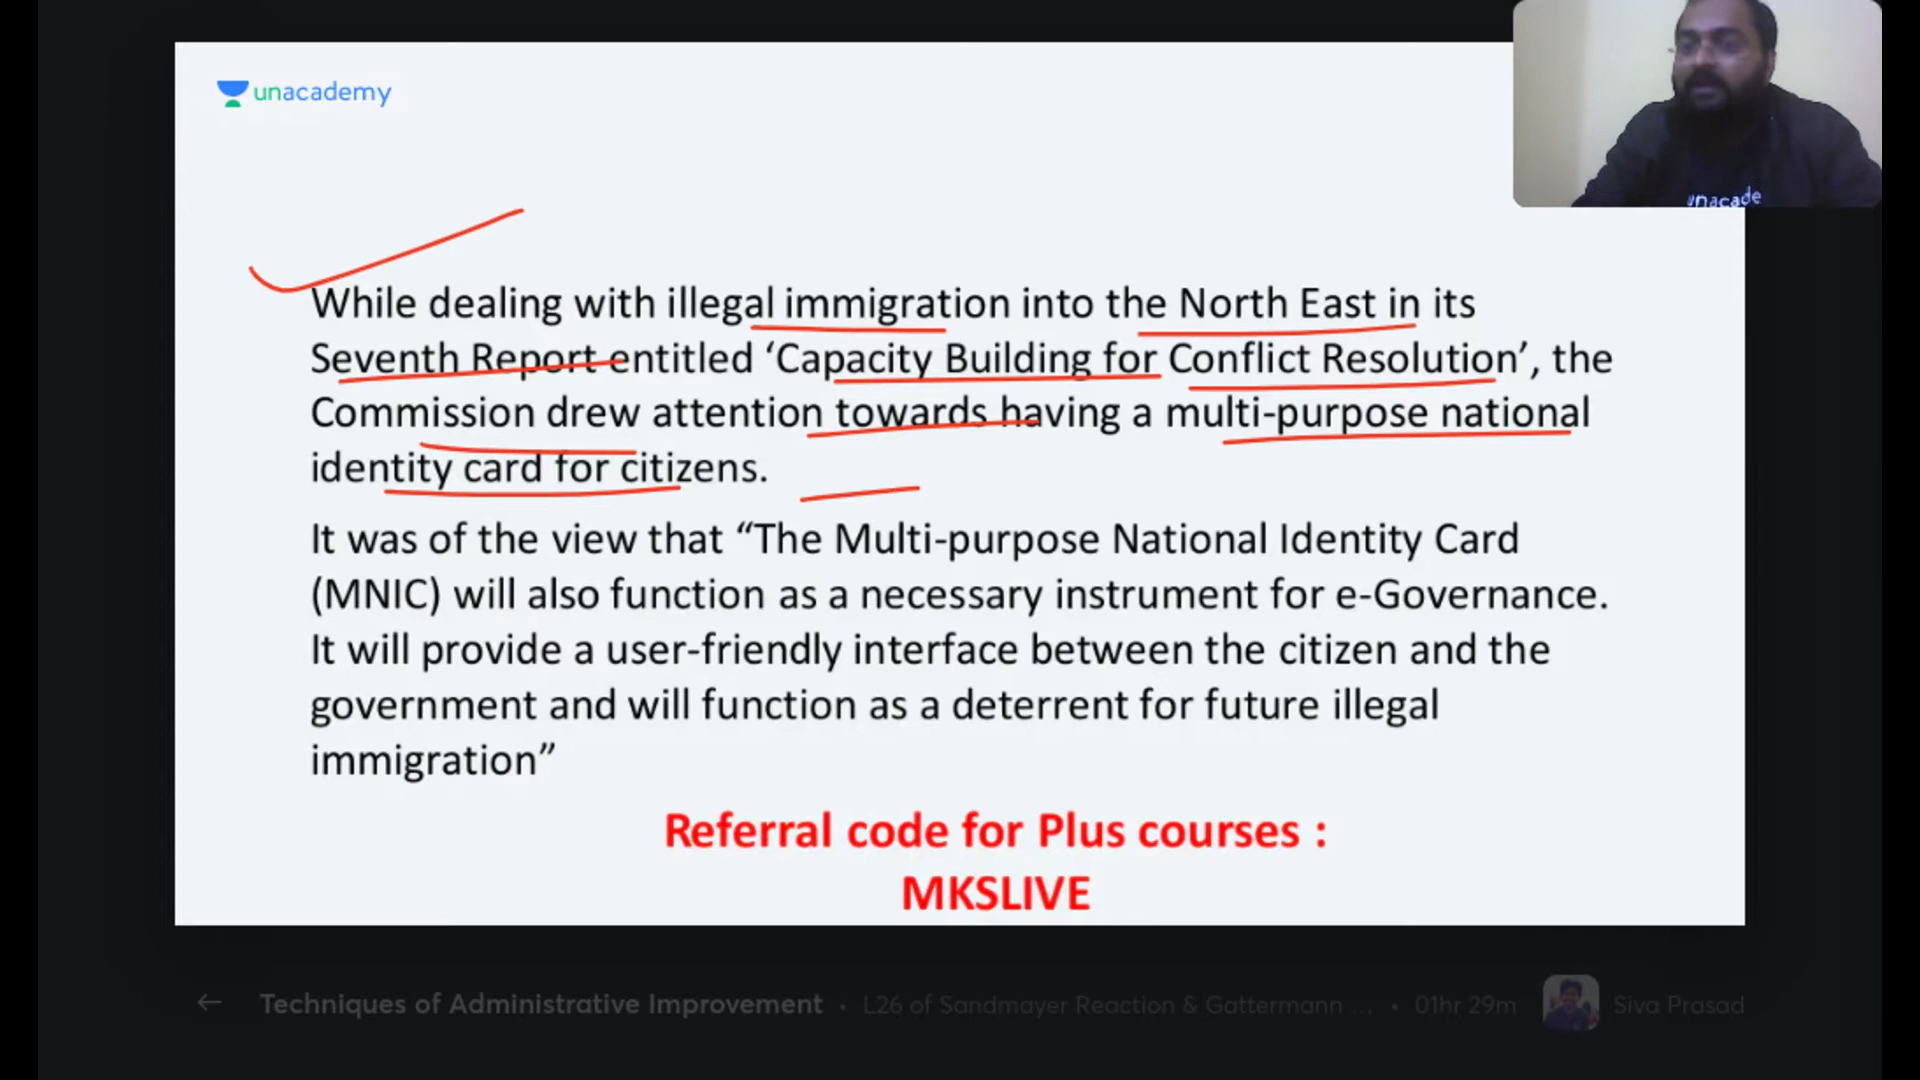 unacademy
unacade
While dealing with illegal immigration into the North East in its
Seventh Report entitled ‘Capacity Building for Conflict Resolution’, the
Commission drew attention towards having a multi-purpose national
identity card for citizens.
It was of the view that “The Multi-purpose National Identity Card
(MNIC) will also function as a necessary instrument for e-Governance.
It will provide a user-friendly interface between the citizen and the
government and will function as a deterrent for future illegal
immigration”
Referral code for Plus courses :
MKSLIVE
Techniques of Administrative Improvement • L26 of Sandmayer Reaction & Gattermann ... • 01hr 29m Siva Prasad